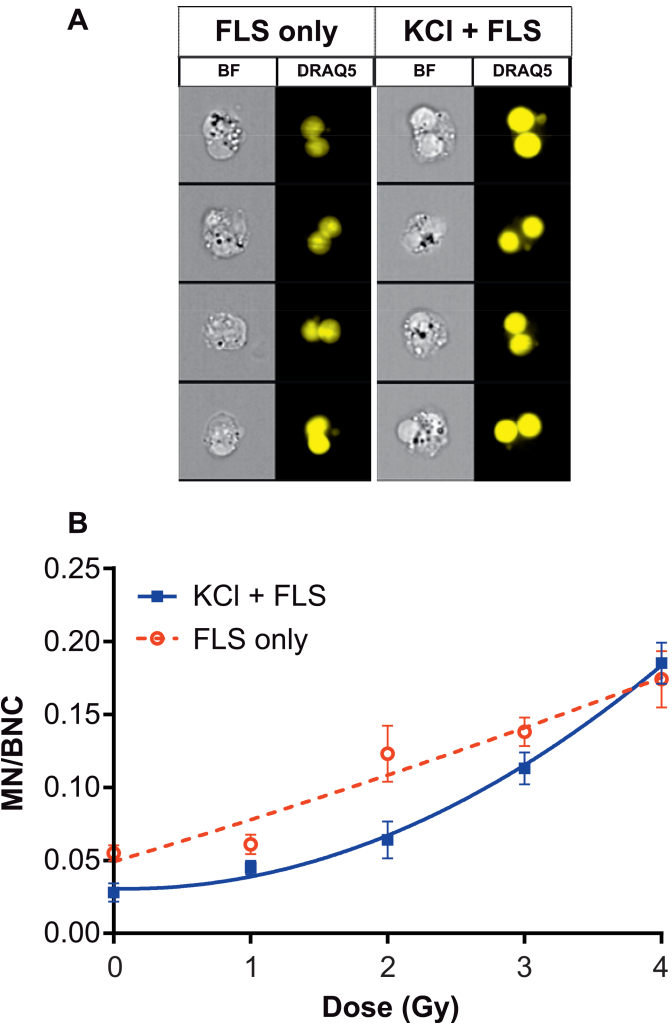 A
FLS only KCl + FLS
BF DRAQ5 BF DRAQ5
B
0.25
0.20
0.15
0.10
0.05
0.00
MN/BNC
KCl + FLS
FLS only
0 1 2 3 4
Dose (Gy)